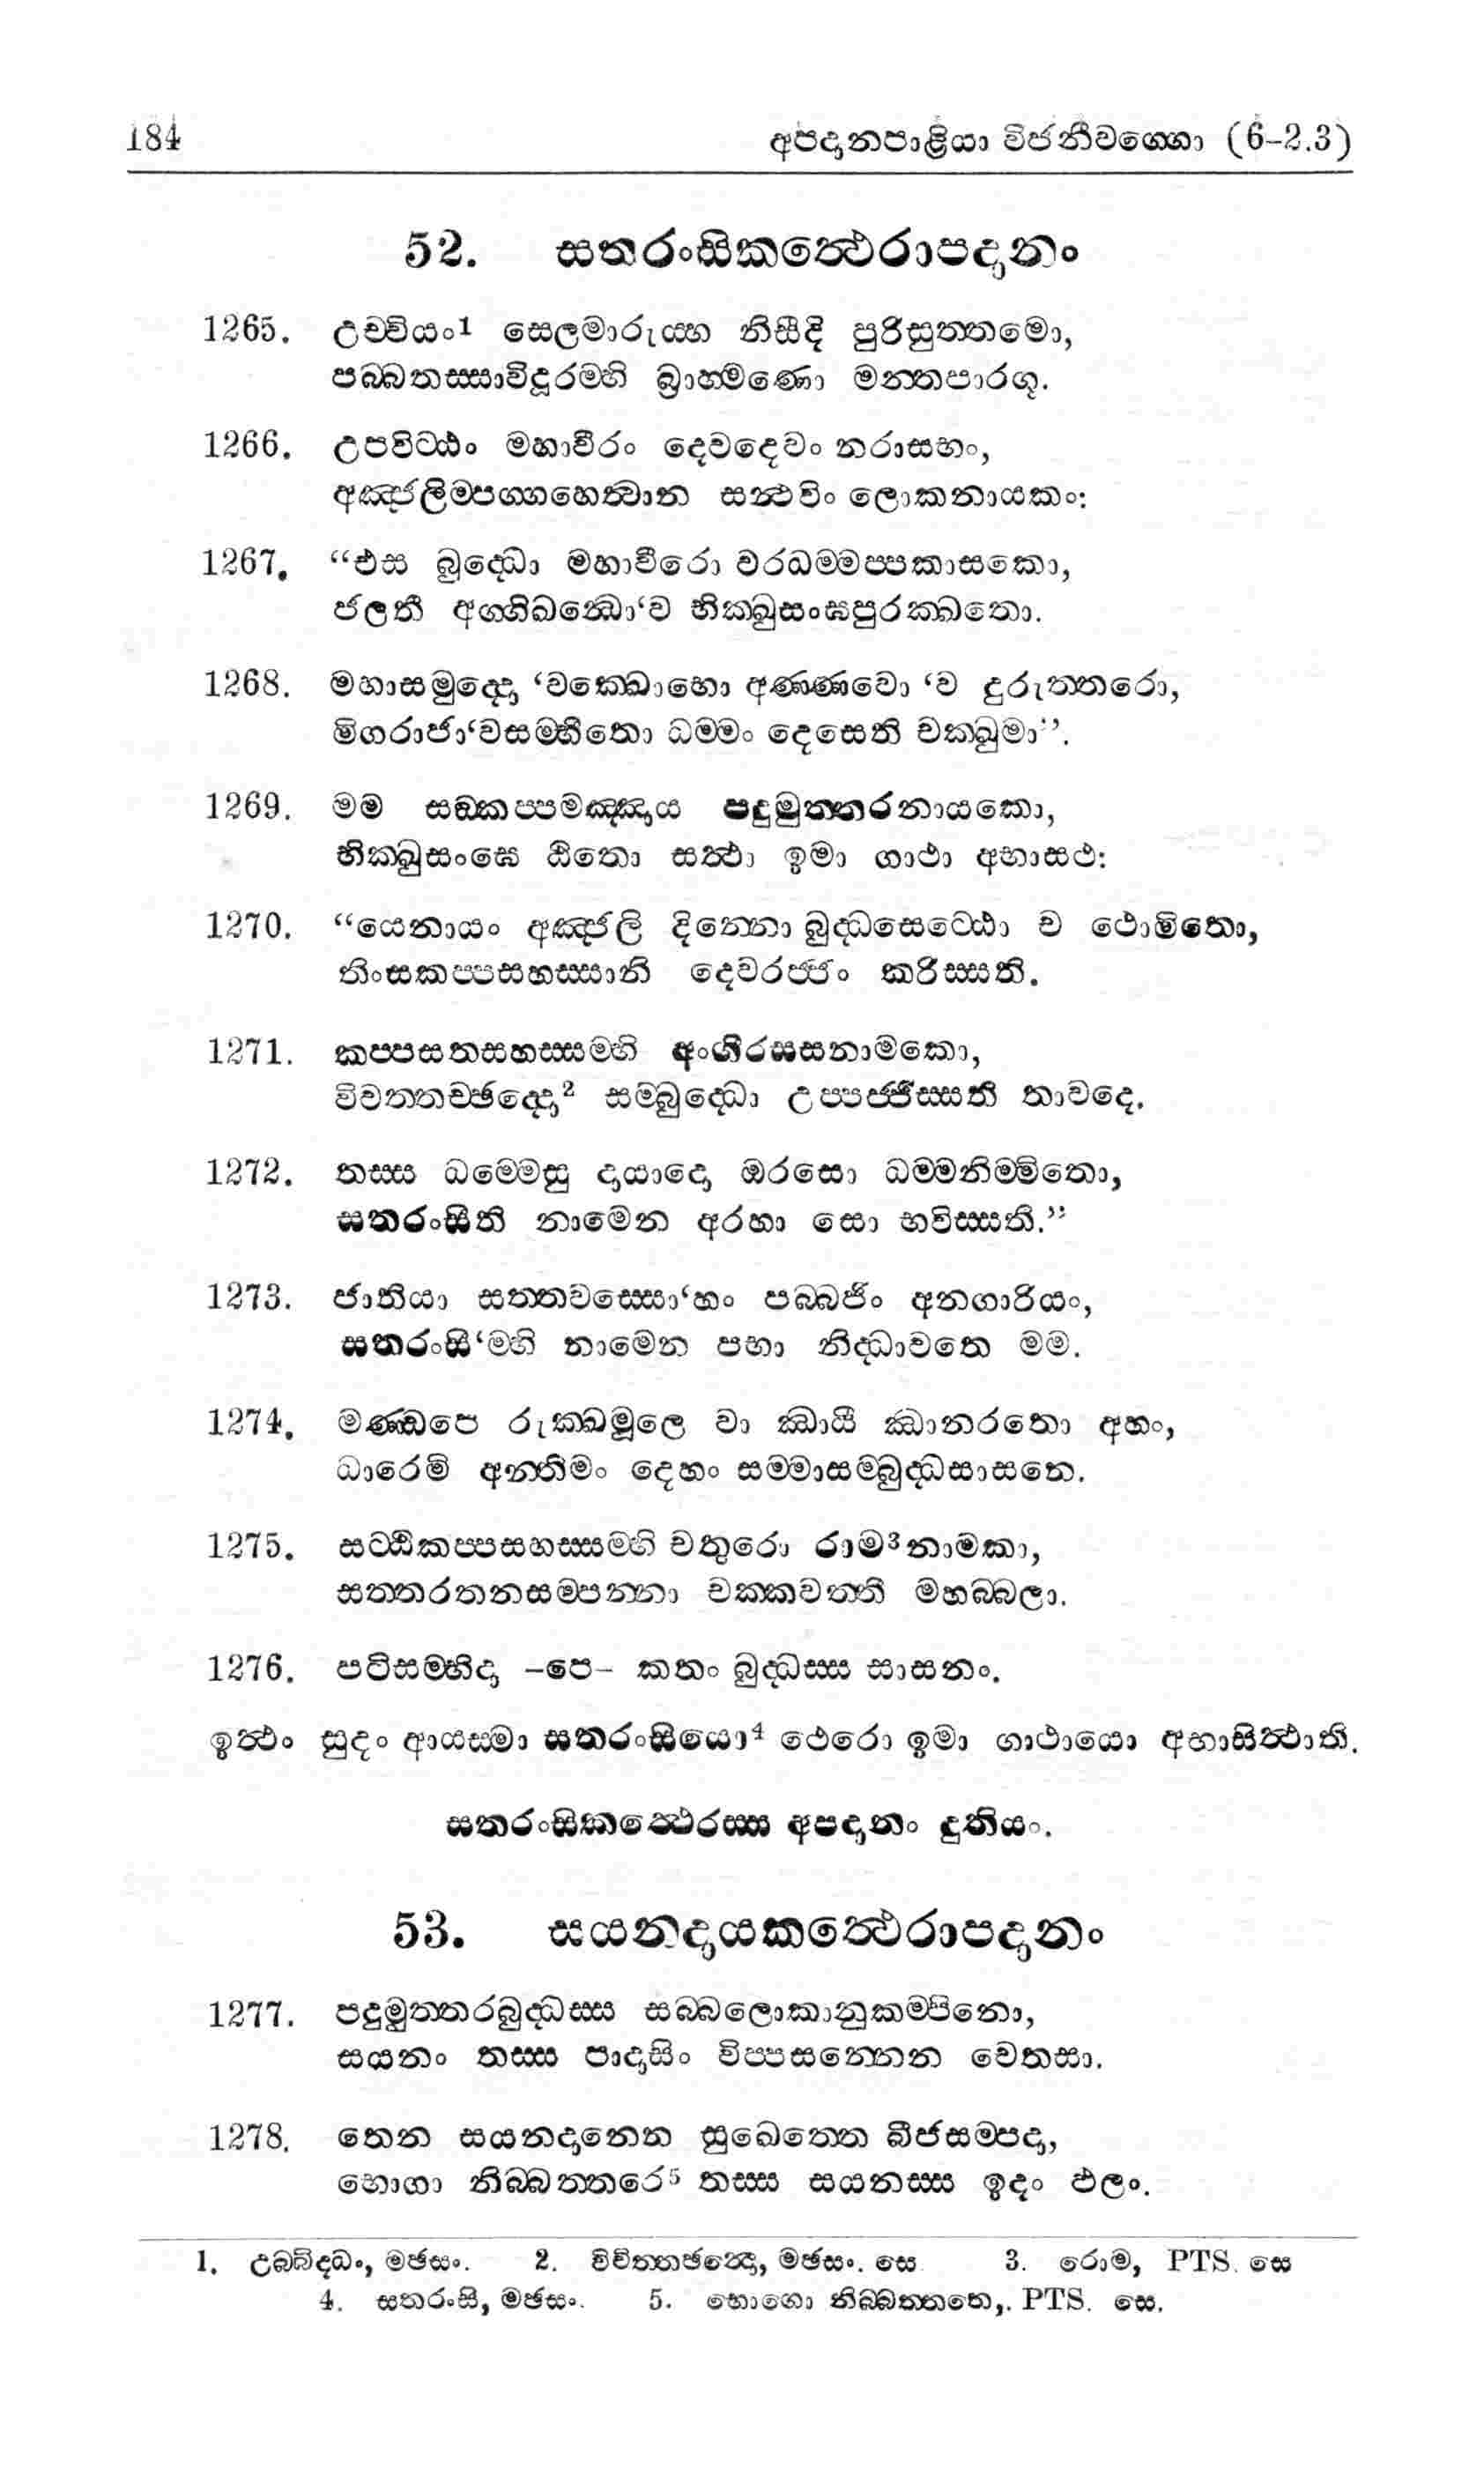 184 අපදානපාළියා විජනීවග්ගො (6-2.3)
52. සතරංසිකත්ථෙරාපදානං
1265. උච්චියං1 සෙලමාරුය්හ නිසීදි පුරිසුත්තමො,
පබ්බතස්සාවිදූරම්හි බ්‍රාහ්මණො මන්තපාරගූ.
1266. උපවිට්ඨං මහාවීරං දෙවදෙවං නරාසභං,
අඤ්ජලිම්පග්ගහෙත්වාන සන්ථවිං ලොකනායකං:
1267. “එස බුද්ධො මහාවීරො වරධම්මප්පකාසකො,
ජලති අග්ගිඛන්ධො‘ව භික්ඛුසංඝපුරක්ඛතො.
1268. මහාසමුද්දො ‘වක්ඛොභො අණ්ණවො ‘ව දුරුත්තරො,
මිගරාජා‘වසම්භීතො ධම්මං දෙසෙති චක්ඛුමා”.
1269. මම සඞ්කප්පමඤ්ඤාය පදුමුත්තරනායකො,
භික්ඛුසංඝෙ ඨිතො සත්ථා ඉමා ගාථා අභාසථ:
1270. “යෙනායං අඤ්ජලි දින්නො බුද්ධසෙට්ඨො ච ථොමිතො,
තිංසකප්පසහස්සානි දෙවරජ්ජං කරිස්සති.
1271. කප්පසතසහස්සම්හි අංගීරසසනාමකො,
විවත්තච්ඡද්දො2 සම්බුද්ධො උප්පජ්ජිස්සති තාවදෙ.
1272. තස්ස ධම්මෙසු දායාදො ඔරසො ධම්මනිම්මිතො,
සතරංසීති නාමෙන අරහා සො භවිස්සති.”
1273. ජාතියා සත්තවස්සො‘හං පබ්බජිං අනගාරියං,
සතරංසී‘ම්හි නාමෙන පභා නිද්ධාවතෙ මම.
1274. මණ්ඩපෙ රුක්ඛමූලෙ වා ඣායී ඣානරතො අහං,
ධාරෙමි අන්තිමං දෙහං සම්මාසම්බුද්ධසාසනෙ.
1275. සට්ඨිකප්පසහස්සම්හි චතුරො රාම3නාමකා,
සත්තරතනසම්පන්නා චක්කවත්තී මහබ්බලා.
1276. පටිසම්භිදා -පෙ- කතං බුද්ධස්ස සාසනං.
ඉත්ථං සුදං ආයස්මා සතරංසියො4 ථෙරො ඉමා ගාථායො අභාසිත්ථාති.
සතරංසිකත්ථෙරස්ස අපදානං දුතියං.
53. සයනදායකත්ථෙරාපදානං
1277. පදුමුත්තරබුද්ධස්ස සබ්බලොකානුකම්පිනො,
සයනං තස්ස පාදාසිං විප්පසන්නෙන චෙතසා.
1278. තෙන සයනදානෙන සුඛෙත්තෙ බීජසම්පදා,
භොගා නිබ්බත්තරෙ5 තස්ස සයනස්ස ඉදං ඵලං.
1. උබ්බිද්ධං, මඡසං. 2. විචිත්තඡන්දො, මඡසං. සෙ 3. රොම, PTS. සෙ
4. සතරංසි, මඡසං. 5. භොගො නිබ්බත්තතෙ,. PTS. සෙ.